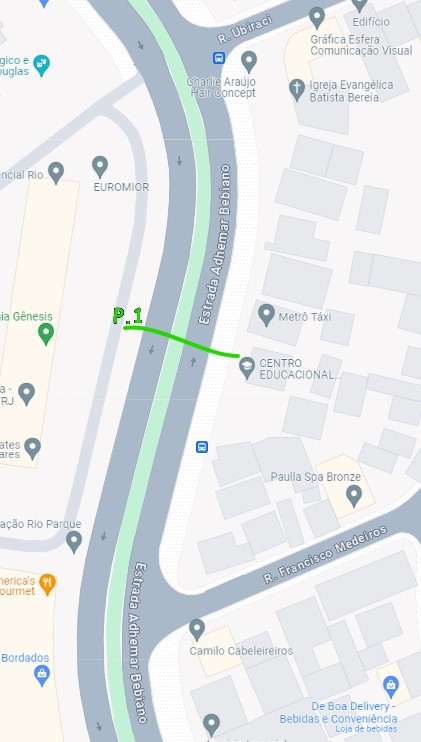 R. Ubiraci
Edifício
Gráfica Esfera
Comunicação Visual
gico e
ouglas
Charlie Araújo
Hair Concept
Igreja Evangélica
Batista Bereia
ncial Rio
EUROMIOR
Estrada Adhemar Bebiano
P.1
ia Gênesis
Metrô Táxi
CENTRO
EDUCACIONAL...
a -
RJ
ates
ares
Paulla Spa Bronze
ação Rio Parque
R. Francisco Medeiros
Estrada Adhemar Bebiano
nerica's
ourmet
Camilo Cabeleireiros
Bordados
De Boa Delivery -
Bebidas e Conveniência
Loja de bebidas